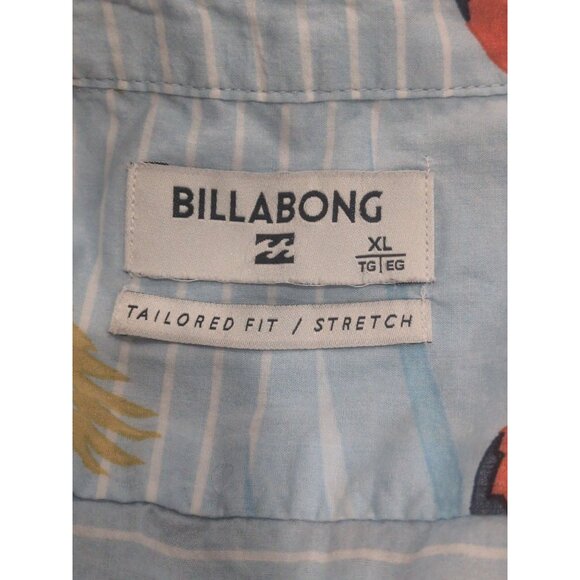 BILLABONG
XL
TG | EG
TAILORED FIT / STRETCH